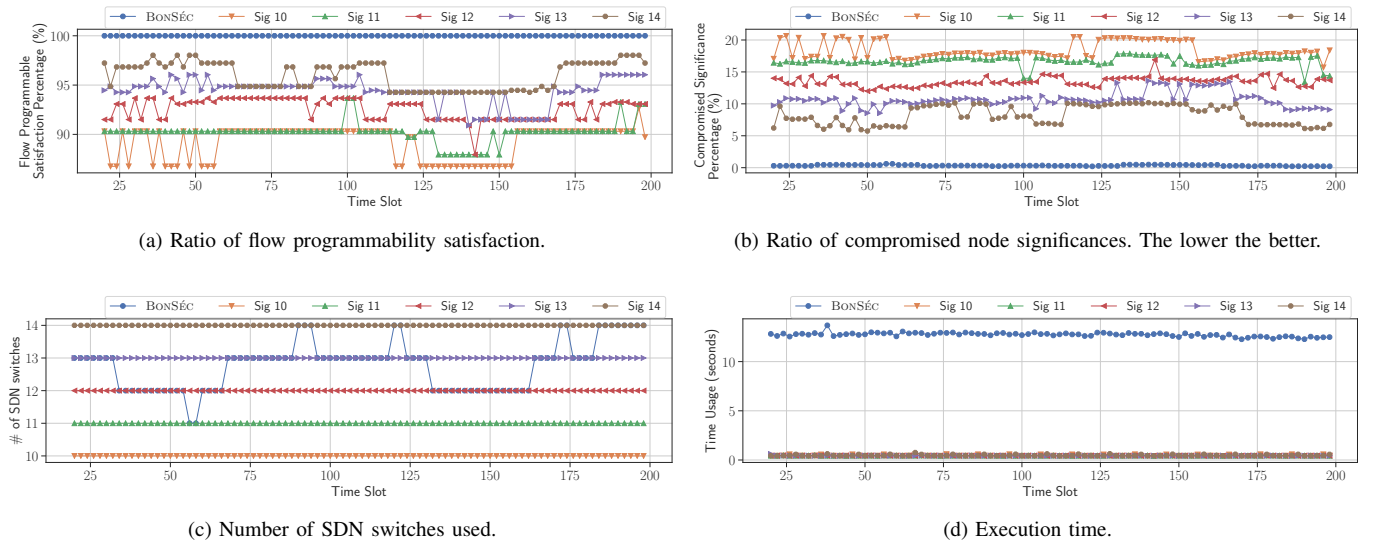 BONSÉC Sig 10 Sig 11 Sig 12 Sig 13 Sig 14
100
95
90
Flow Programmable
Satisfaction Percentage (%)
25 50 75 100 125 150 175 200
Time Slot
(a) Ratio of flow programmability satisfaction.
BONSÉC Sig 10 Sig 11 Sig 12 Sig 13 Sig 14
20
15
10
5
0
Compromised Significance
Percentage (%)
25 50 75 100 125 150 175 200
Time Slot
(b) Ratio of compromised node significances. The lower the better.
BONSÉC Sig 10 Sig 11 Sig 12 Sig 13 Sig 14
14
13
12
11
10
# of SDN switches
25 50 75 100 125 150 175 200
Time Slot
(c) Number of SDN switches used.
BONSÉC Sig 10 Sig 11 Sig 12 Sig 13 Sig 14
10
5
0
Time Usage (seconds)
25 50 75 100 125 150 175 200
Time Slot
(d) Execution time.